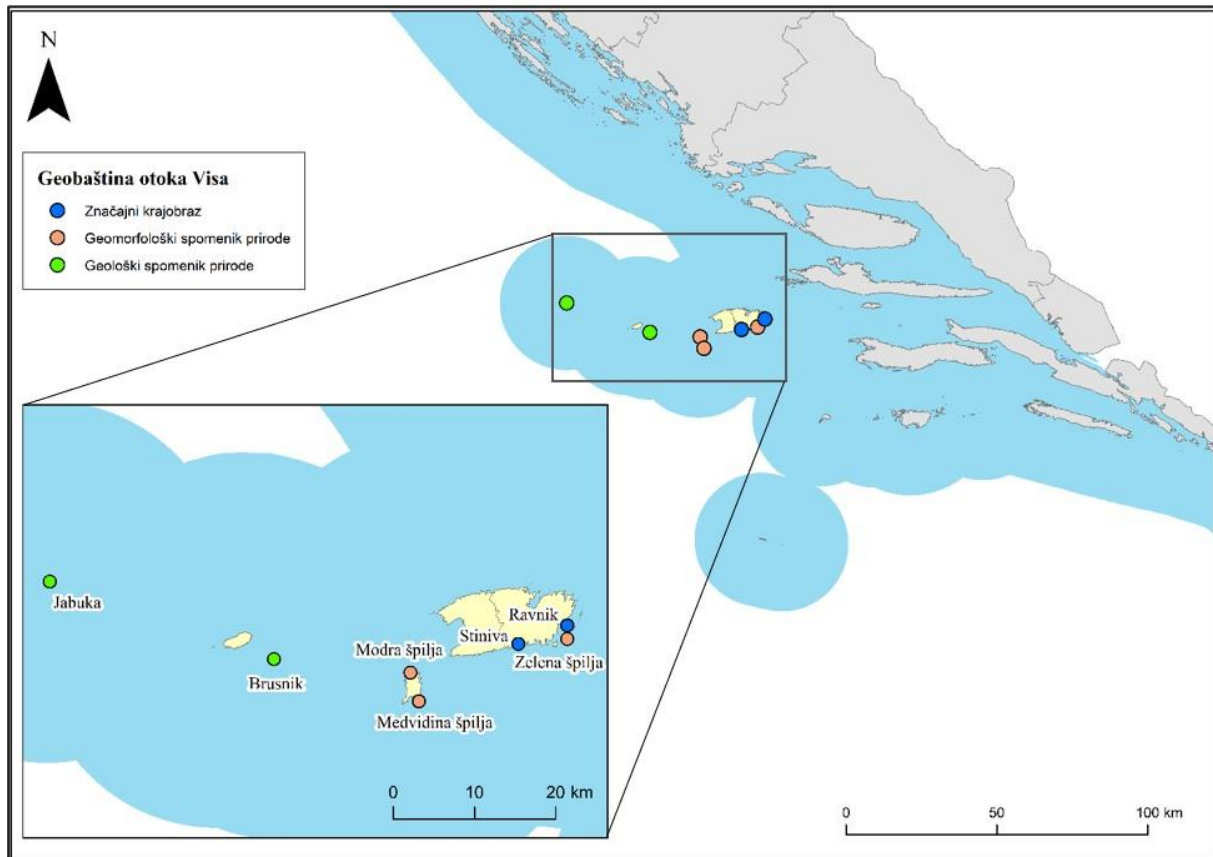 N
Geobaština otoka Visa
Značajni krajobraz
Geomorfološki spomenik prirode
Geološki spomenik prirode
Jabuka
Brusnik
Modra špilja
Medvidina špilja
Stiniva
Ravnik
Zelena špilja
0 10 20 km
0 50 100 km